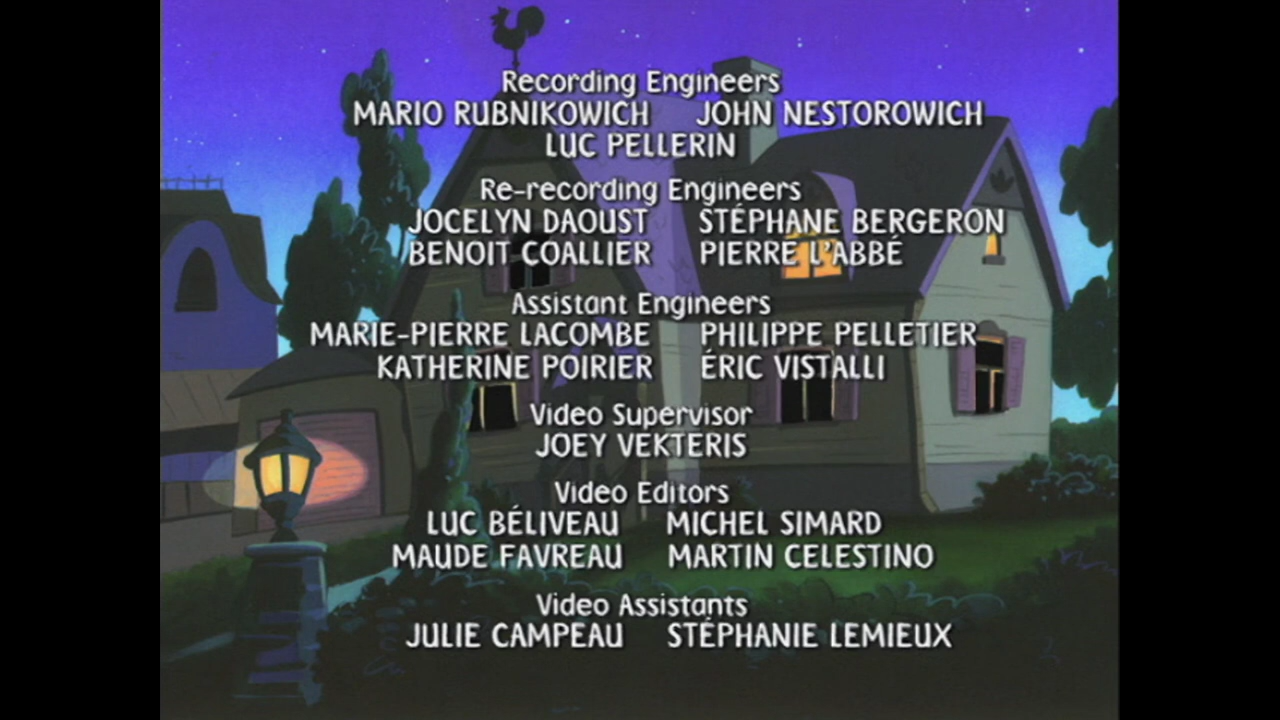 Recording Engineers
MARIO RUBNIKOWICH JOHN NESTOROWICH
LUC PELLERIN
Re-recording Engineers
JOCELYN DAOUST STÉPHANE BERGERON
BENOIT COALLIER PIERRE L'ABBÉ
Assistant Engineers
MARIE-PIERRE LACOMBE PHILIPPE PELLETIER
KATHERINE POIRIER ÉRIC VISTALLI
Video Supervisor
JOEY VEKTERIS
Video Editors
LUC BÉLIVEAU MICHEL SIMARD
MAUDE FAVREAU MARTIN CELESTINO
Video Assistants
JULIE CAMPEAU STÉPHANIE LEMIEUX